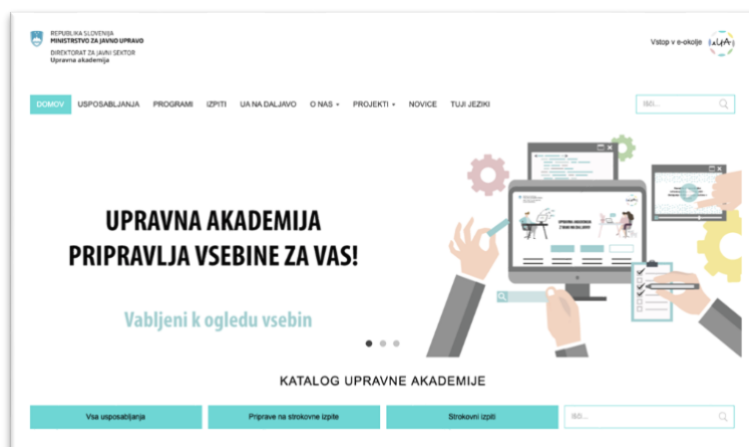 REPUBLIKA SLOVENIJA
MINISTRSTVO ZA JAVNO UPRAVO
DIREKTORAT ZA JAVNI SEKTOR
Upravna akademija
Vstop v e-okolje
DOMOV USPOSABLJANJA PROGRAMI IZPITI UA NA DALJAVO O NAS PROJEKTI NOVICE TUJI JEZIKI
Išči...
UPRAVNA AKADEMIJA
PRIPRAVLJA VSEBINE ZA VAS!
Vabljeni k ogledu vsebin
KATALOG UPRAVNE AKADEMIJE
Vsa usposabljanja Priprave na strokovne izpite Strokovni izpiti Išči...